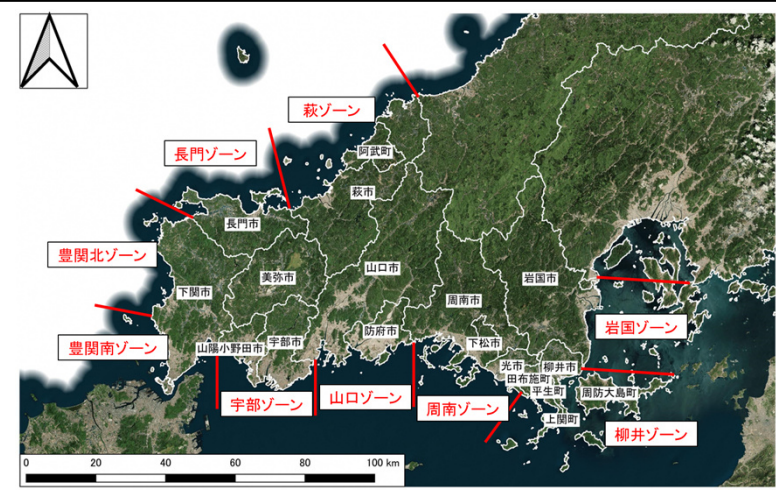 萩ゾーン
阿武町
長門ゾーン
萩市
長門市
豊関北ゾーン
美弥市
山口市
岩国市
下関市
周南市
岩国ゾーン
防府市
下松市
豊関南ゾーン
山陽小野田市
宇部市
光市
柳井市
田布施町
平生町
周防大島町
宇部ゾーン
山口ゾーン
周南ゾーン
上関町
柳井ゾーン
0 20 40 60 80 100 km